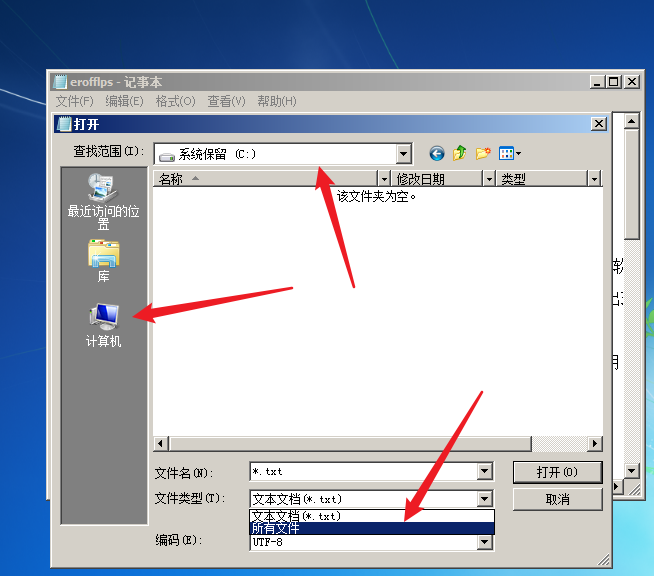 erofflps - 记事本
文件(F) 编辑(E) 格式(O) 查看(V) 帮助(H)
打开
查找范围(I): 系统保留 (C:)
名称 修改日期 类型
该文件夹为空。
最近访问的位置
库
计算机
文件名(N): *.txt 打开(O)
文件类型(T): 文本文档(*.txt) 取消
文本文档(*.txt)
所有文件
编码(E): UTF-8